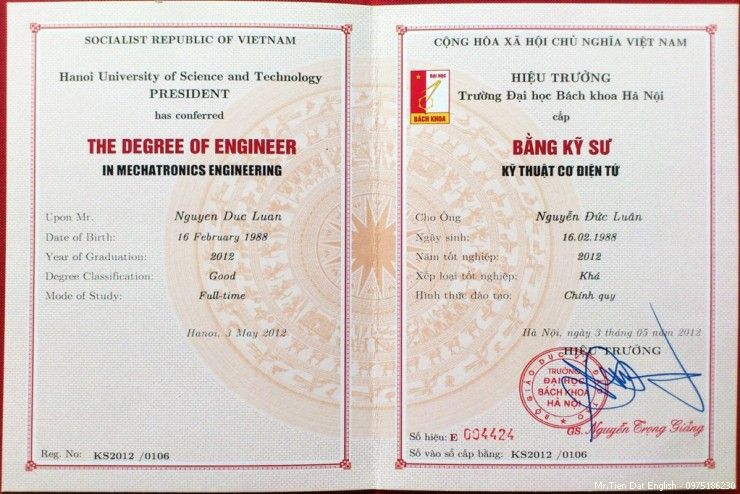 SOCIALIST REPUBLIC OF VIETNAM
Hanoi University of Science and Technology
PRESIDENT
has conferred
THE DEGREE OF ENGINEER
IN MECHATRONICS ENGINEERING
Upon Mr. Nguyen Duc Luan
Date of Birth: 16 February 1988
Year of Graduation: 2012
Degree Classification: Good
Mode of Study: Full-time
Hanoi, 3 May 2012
Reg. No: KS2012 /0106
CỘNG HÒA XÃ HỘI CHỦ NGHĨA VIỆT NAM
ĐẠI HỌC
BÁCH KHOA
HIỆU TRƯỞNG
Trường Đại học Bách khoa Hà Nội
cấp
BẰNG KỸ SƯ
KỸ THUẬT CƠ ĐIỆN TỬ
Cho Ông Nguyễn Đức Luân
Ngày sinh: 16.02.1988
Năm tốt nghiệp: 2012
Xếp loại tốt nghiệp: Khá
Hình thức đào tạo: Chính quy
Hà Nội, ngày 3 tháng 05 năm 2012
HIỆU TRƯỞNG
BỘ GIÁO DỤC VÀ ĐÀO TẠO
TRƯỜNG
ĐẠI HỌC
BÁCH KHOA
HÀ NỘI
GS. Nguyễn Trọng Giảng
Số hiệu: E 004424
Số vào sổ cấp bằng: KS2012 /0106
Mr.Tien Dat English - 0975186230